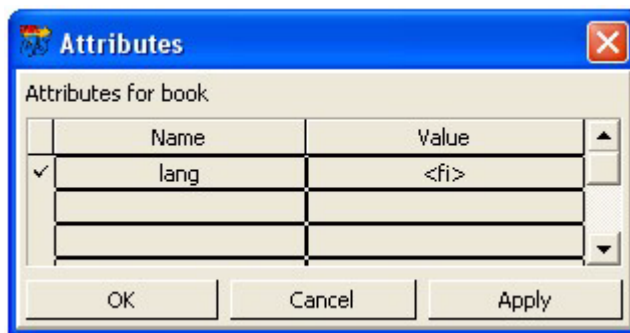 Attributes
Attributes for book
Name Value
lang <fi>
OK Cancel Apply